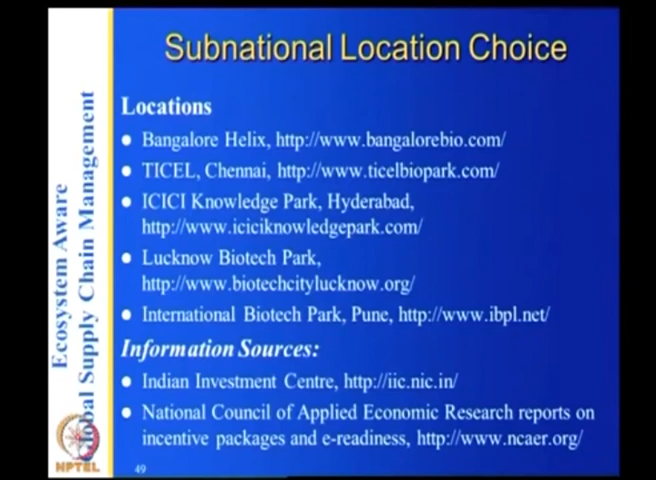 Subnational Location Choice
Locations
Bangalore Helix, http://www.bangalorebio.com/
TICEL, Chennai, http://www.ticelbiopark.com/
ICICI Knowledge Park, Hyderabad,
http://www.iciciknowledgepark.com/
Lucknow Biotech Park,
http://www.biotechcitylucknow.org/
International Biotech Park, Pune, http://www.ibpl.net/
Information Sources:
Indian Investment Centre, http://iic.nic.in/
National Council of Applied Economic Research reports on
incentive packages and e-readiness, http://www.ncaer.org/
Ecosystem Aware
Global Supply Chain Management
NPTEL
49